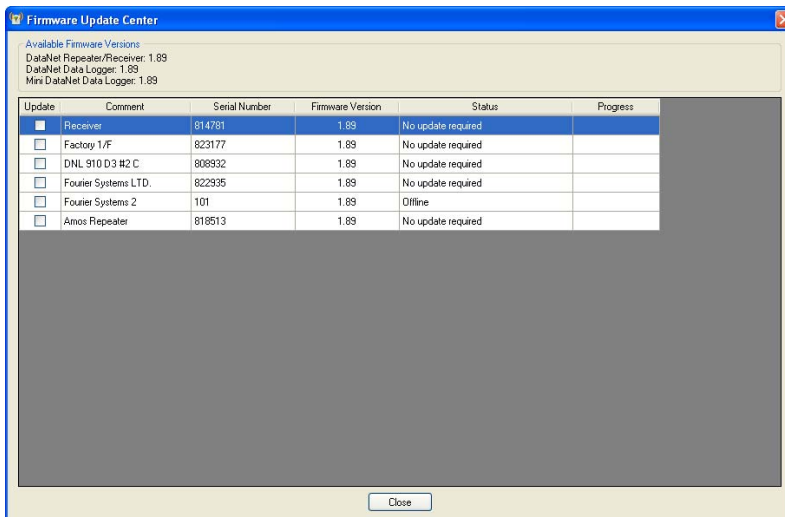 Firmware Update Center
Available Firmware Versions
DataNet Repeater/Receiver: 1.89
DataNet Data Logger: 1.89
Mini DataNet Data Logger: 1.89
Update Comment Serial Number Firmware Version Status Progress
Receiver 814781 1.89 No update required
Factory 1/F 823177 1.89 No update required
DNL 910 D3 #2 C 808932 1.89 No update required
Fourier Systems LTD. 822935 1.89 No update required
Fourier Systems 2 101 1.89 Offline
Amos Repeater 818513 1.89 No update required
Close